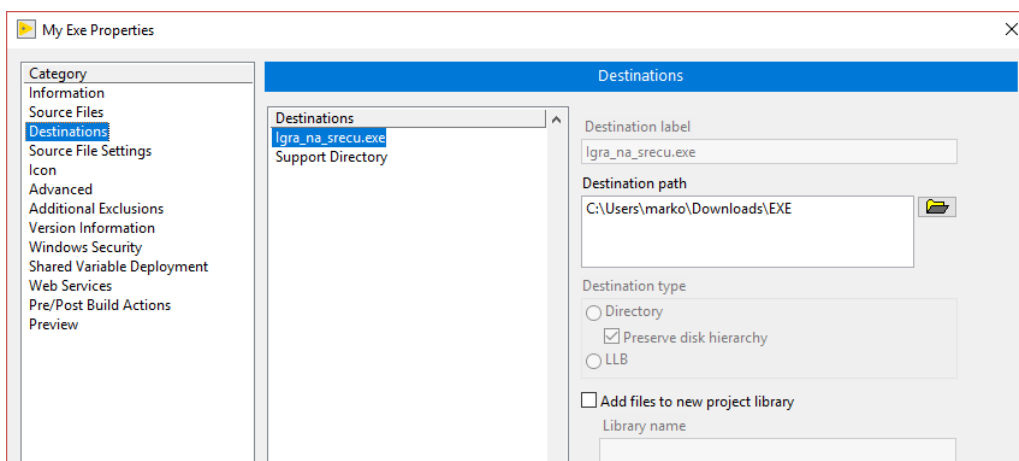 My Exe Properties
Category
Information
Source Files
Destinations
Source File Settings
Icon
Advanced
Additional Exclusions
Version Information
Windows Security
Shared Variable Deployment
Web Services
Pre/Post Build Actions
Preview
Destinations
Destinations
Igra_na_srecu.exe
Support Directory
Destination label
Igra_na_srecu.exe
Destination path
C:\Users\marko\Downloads\EXE
Destination type
Directory
Preserve disk hierarchy
LLB
Add files to new project library
Library name